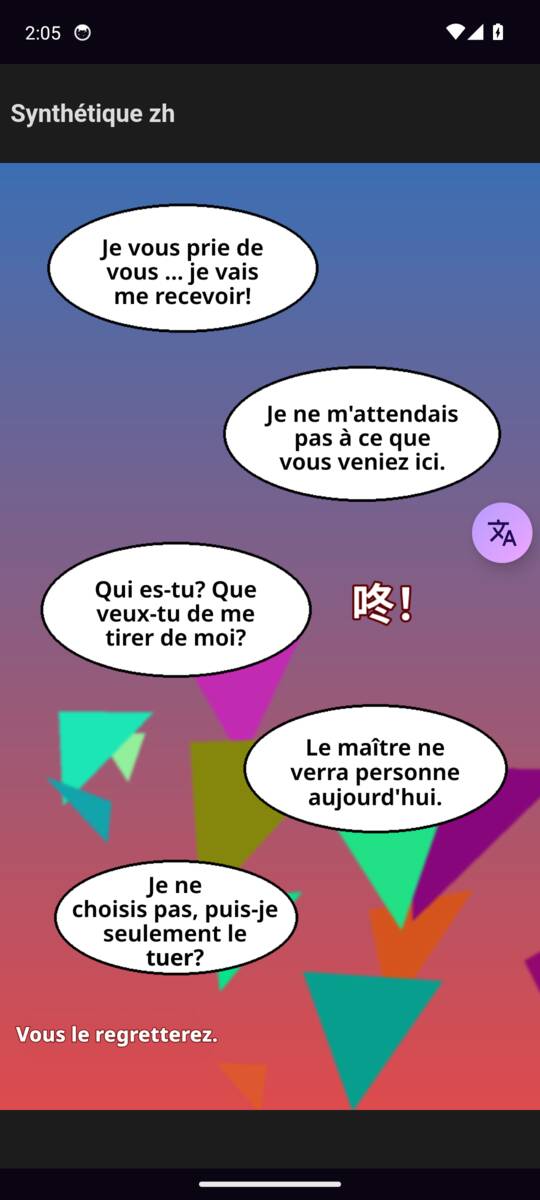 2:05
Synthétique zh
Je vous prie de
vous ... je vais
me recevoir!
Je ne m'attendais
pas à ce que
vous veniez ici.
Qui es-tu? Que
veux-tu de me
tirer de moi?
咚!
Le maître ne
verra personne
aujourd'hui.
Je ne
choisis pas, puis-je
seulement le
tuer?
Vous le regretterez.